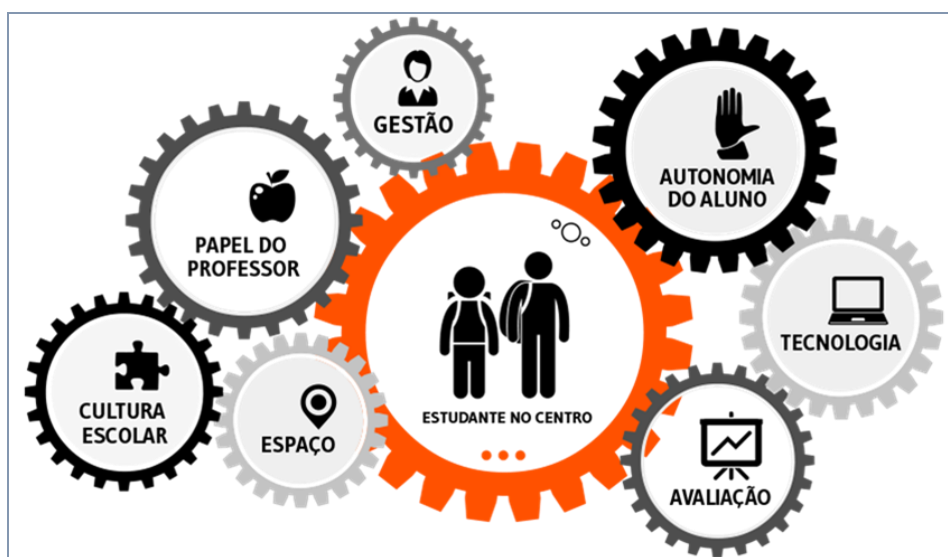 GESTÃO
AUTONOMIA
DO ALUNO
PAPEL DO
PROFESSOR
TECNOLOGIA
CULTURA
ESCOLAR
ESPAÇO
ESTUDANTE NO CENTRO
AVALIAÇÃO